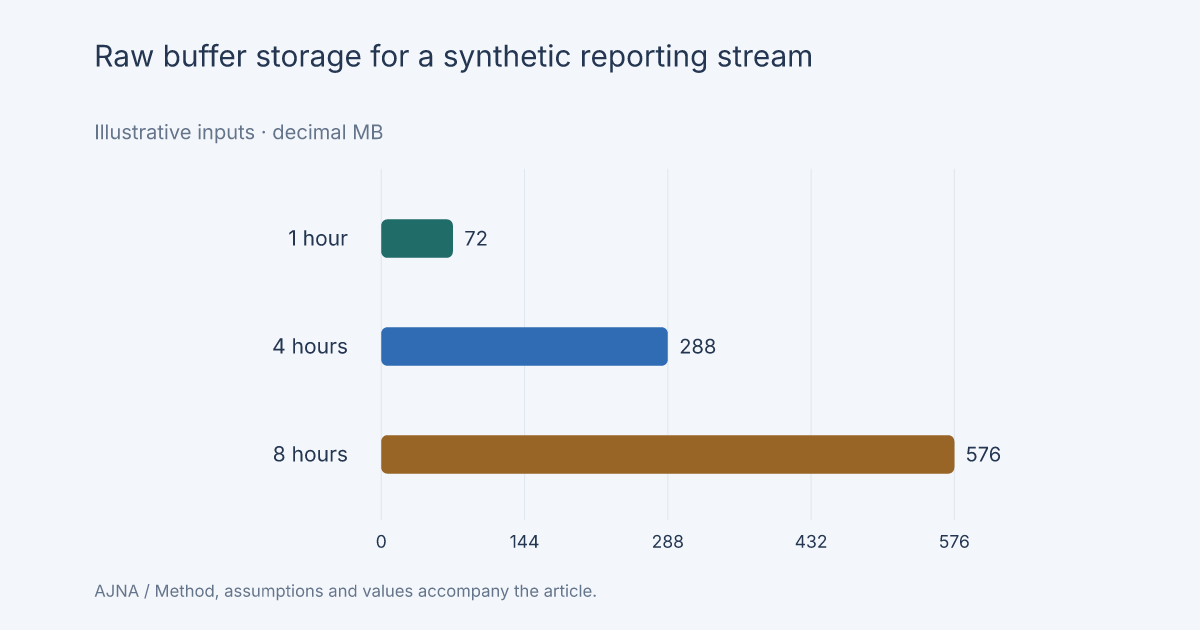 Raw buffer storage for a synthetic reporting stream
Illustrative inputs · decimal MB
1 hour 72
4 hours 288
8 hours 576
0 144 288 432 576
AJNA / Method, assumptions and values accompany the article.